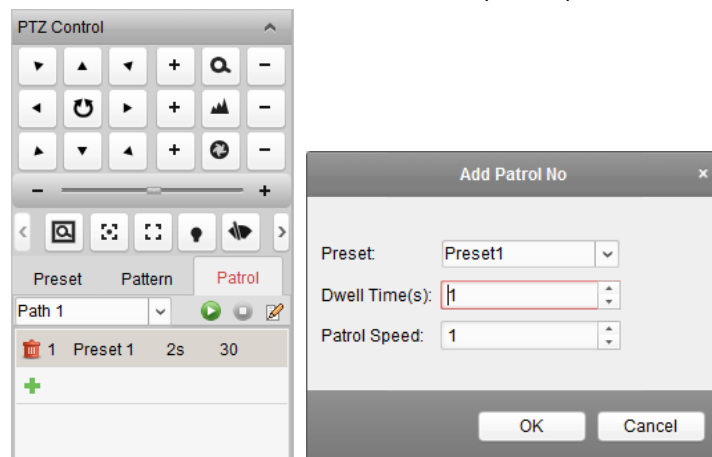 PTZ Control
Add Patrol No
Preset: Preset1
Dwell Time(s): 1
Patrol Speed: 1
Preset Pattern Patrol
Path 1
1 Preset 1 2s 30
OK Cancel